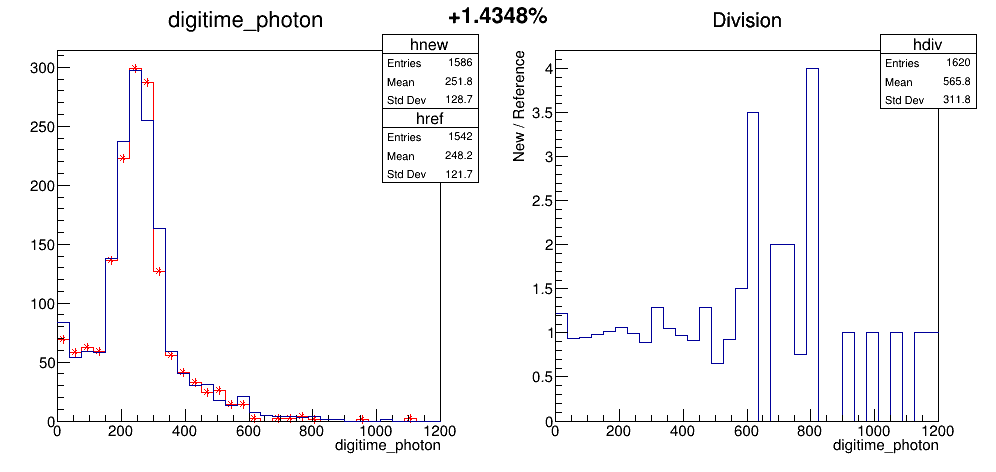 digitime_photon
+1.4348%
Division
hnew
Entries 1586
Mean 251.8
Std Dev 128.7
href
Entries 1542
Mean 248.2
Std Dev 121.7
300
250
200
150
100
50
0
0 200 400 600 800 1000 1200
digitime_photon
hdiv
Entries 1620
Mean 565.8
Std Dev 311.8
New / Reference
4
3.5
3
2.5
2
1.5
1
0.5
0
0 200 400 600 800 1000 1200
digitime_photon